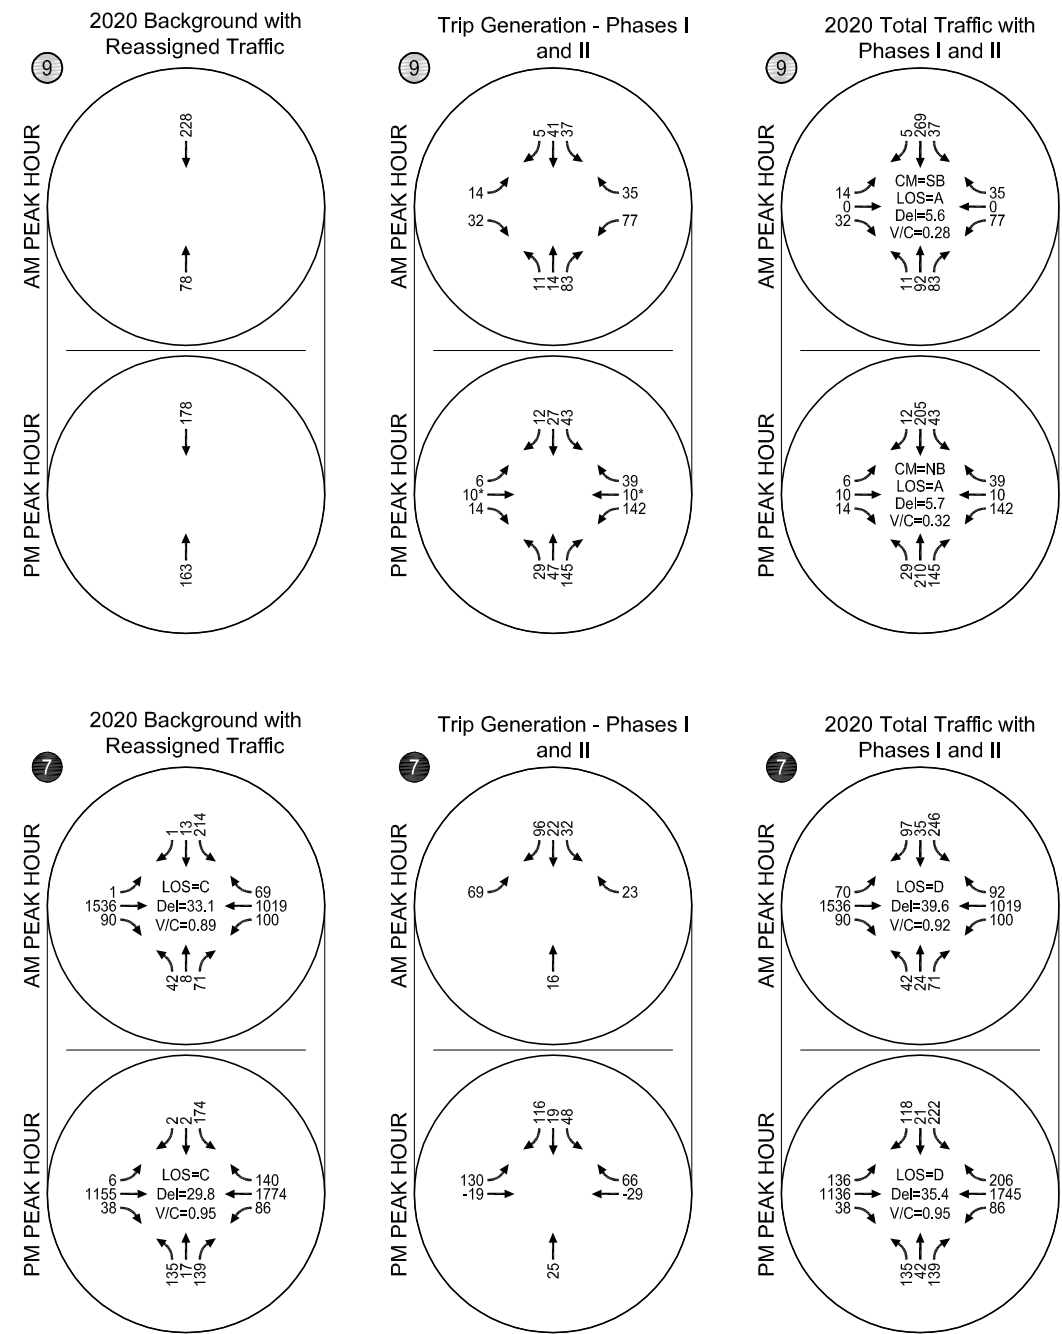 2020 Background with
Reassigned Traffic
9
AM PEAK HOUR
228
78
PM PEAK HOUR
178
163
Trip Generation - Phases I
and II
9
AM PEAK HOUR
5 41 37
14
32
35
77
11 14 83
PM PEAK HOUR
12 27 43
6
10*
14
39
10*
142
29 47 145
2020 Total Traffic with
Phases I and II
9
AM PEAK HOUR
5 269 37
14
0
32
CM=SB
LOS=A
Del=5.6
V/C=0.28
35
0
77
11 92 83
PM PEAK HOUR
12 205 43
6
10
14
CM=NB
LOS=A
Del=5.7
V/C=0.32
39
10
142
29 210 145
2020 Background with
Reassigned Traffic
7
AM PEAK HOUR
1 13 214
1
1536
90
LOS=C
Del=33.1
V/C=0.89
69
1019
100
42 8 71
PM PEAK HOUR
2 2 174
6
1155
38
LOS=C
Del=29.8
V/C=0.95
140
1774
86
135 17 139
Trip Generation - Phases I
and II
7
AM PEAK HOUR
96 22 32
69
23
16
PM PEAK HOUR
116 19 48
130
-19
66
-29
25
2020 Total Traffic with
Phases I and II
7
AM PEAK HOUR
97 35 246
70
1536
90
LOS=D
Del=39.6
V/C=0.92
92
1019
100
42 24 71
PM PEAK HOUR
118 21 222
136
1136
38
LOS=D
Del=35.4
V/C=0.95
206
1745
86
135 42 139